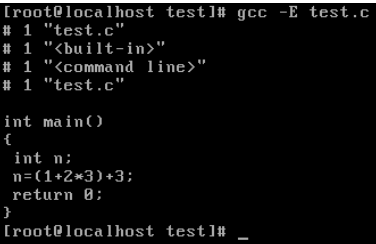 [root@localhost test]# gcc -E test.c
# 1 "test.c"
# 1 "<built-in>"
# 1 "<command line>"
# 1 "test.c"

int main()
{
 int n;
 n=(1+2*3)+3;
 return 0;
}
[root@localhost test]# _